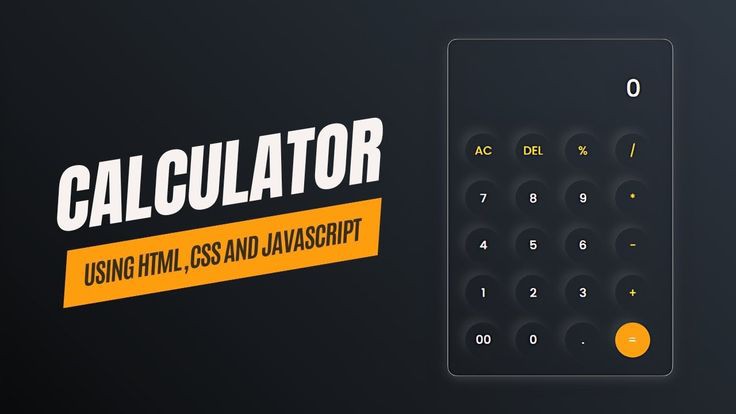 CALCULATOR
USING HTML ,CSS AND JAVASCRIPT
0
AC DEL % /
7 8 9 *
4 5 6 -
1 2 3 +
00 0 . =